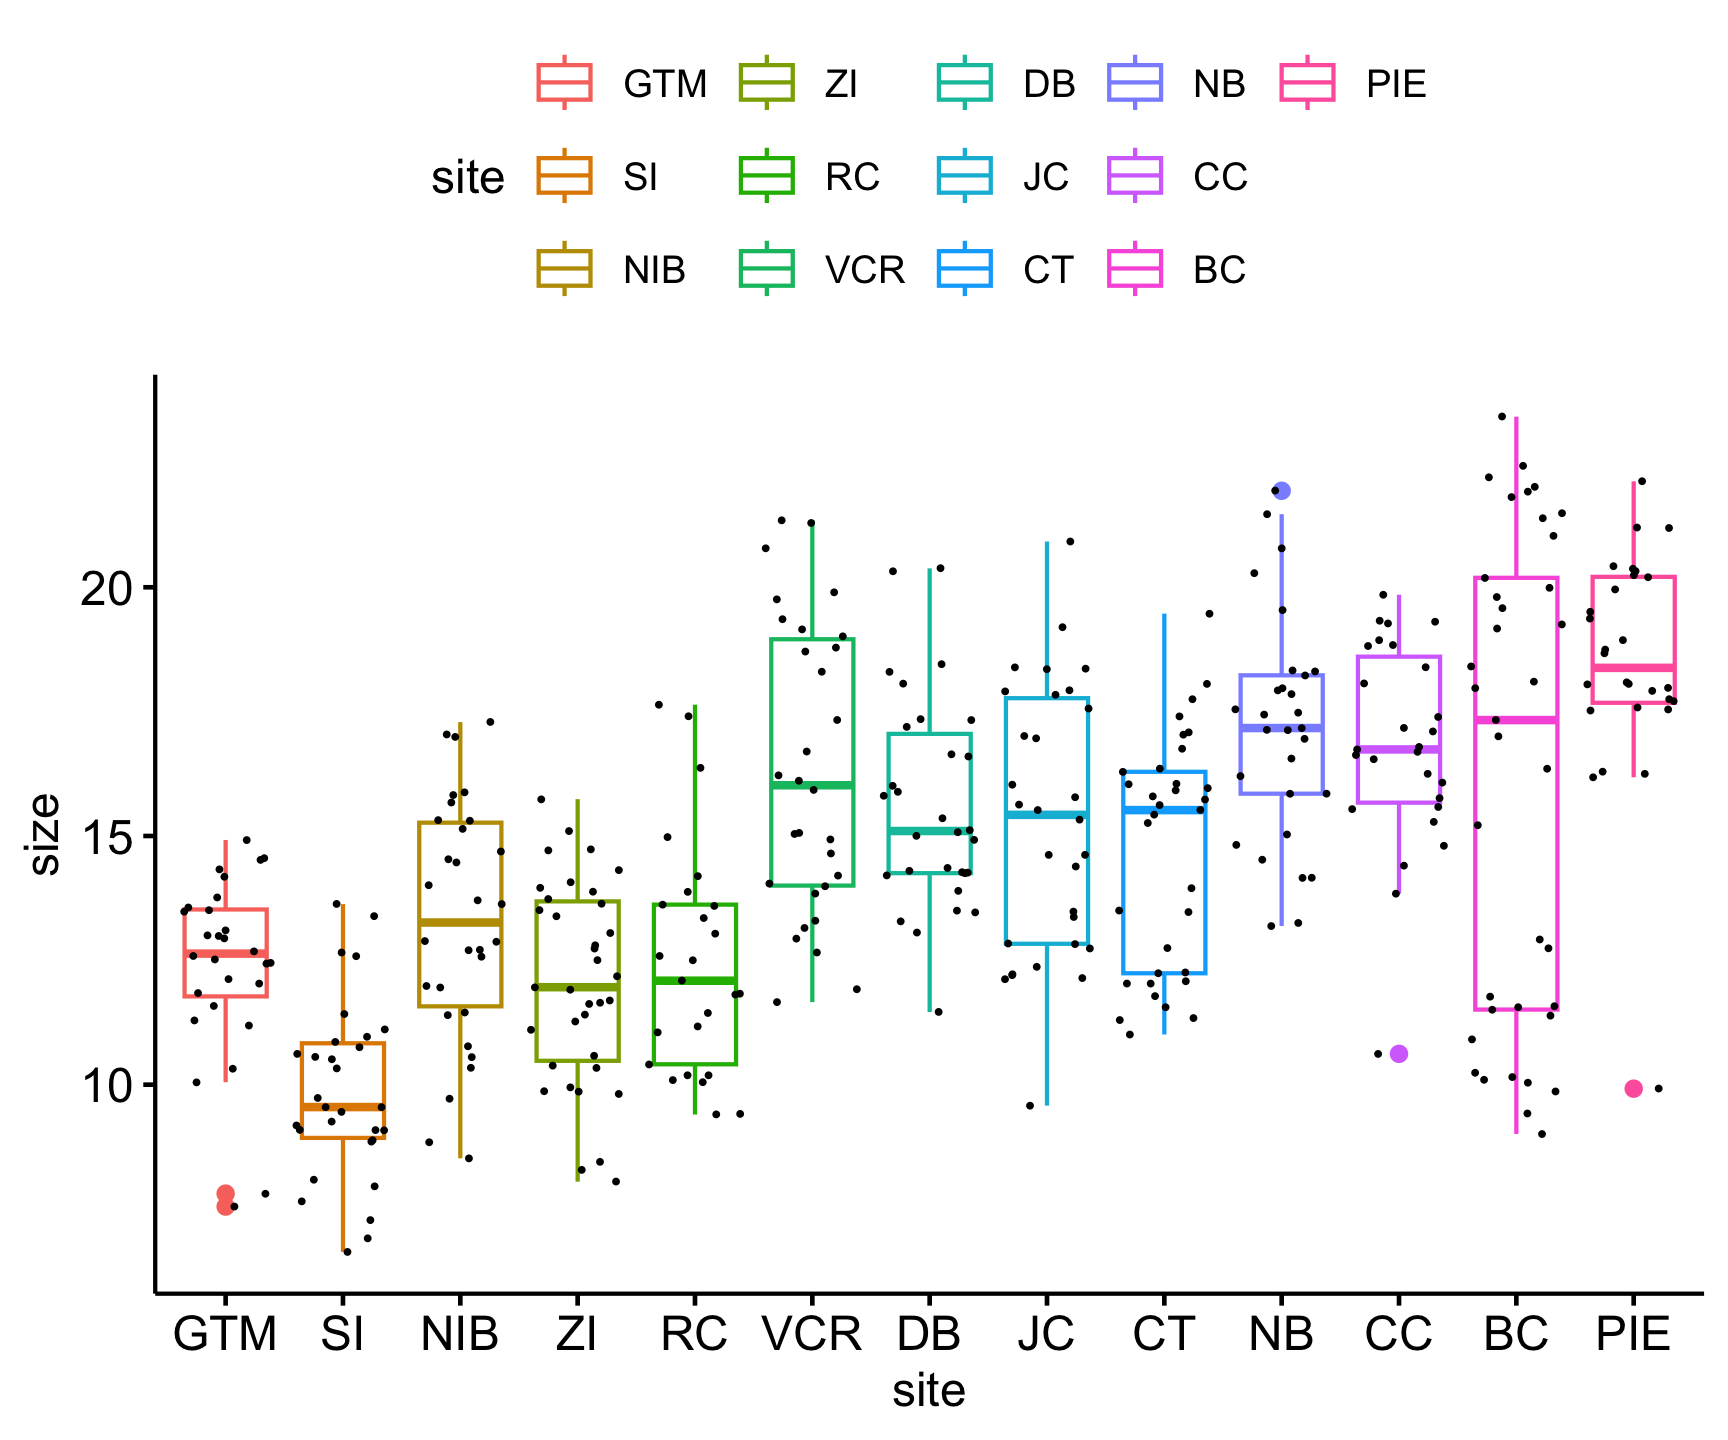 GTM ZI DB NB PIE
site SI RC JC CC
NIB VCR CT BC
20
15
10
size
GTM SI NIB ZI RC VCR DB JC CT NB CC BC PIE
site